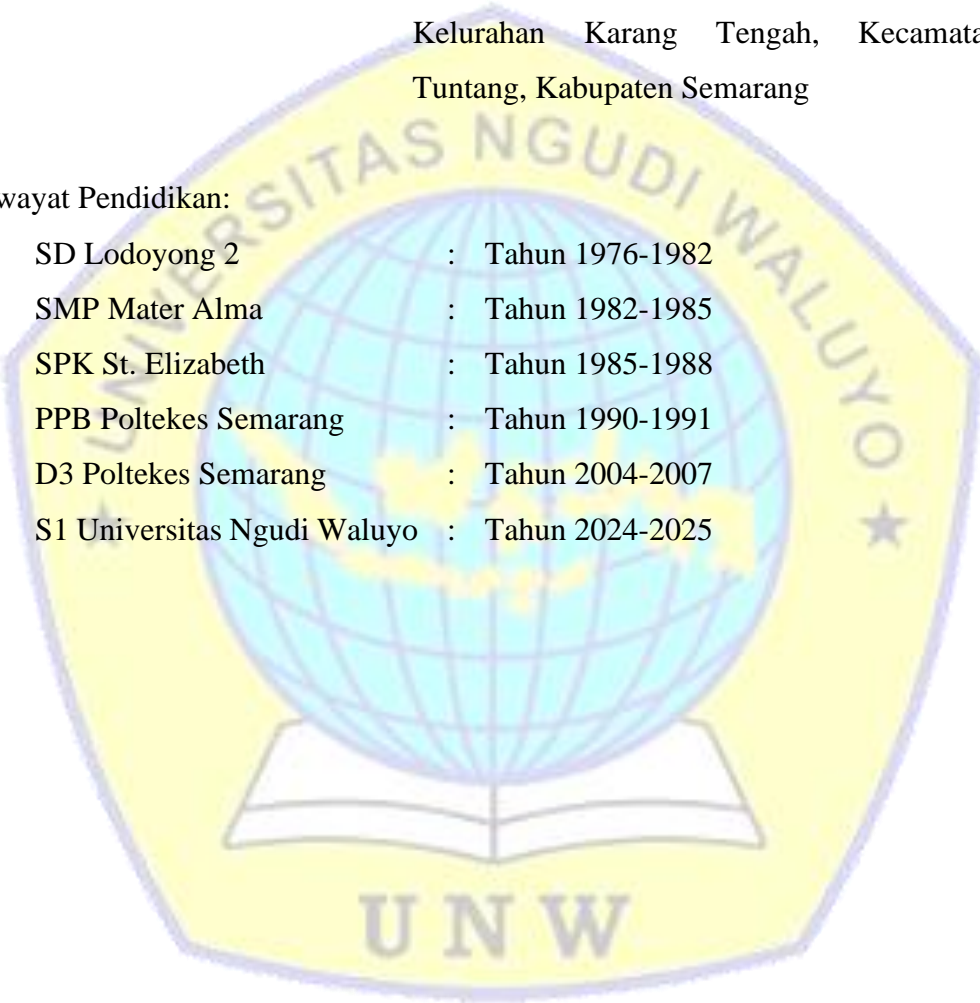 Kelurahan Karang Tengah, Kecamata
Tuntang, Kabupaten Semarang
UNIVERSITAS NGUDI WALUYO
wayat Pendidikan:
SD Lodoyong 2 : Tahun 1976-1982
SMP Mater Alma : Tahun 1982-1985
SPK St. Elizabeth : Tahun 1985-1988
PPB Poltekes Semarang : Tahun 1990-1991
D3 Poltekes Semarang : Tahun 2004-2007
S1 Universitas Ngudi Waluyo : Tahun 2024-2025
UNW